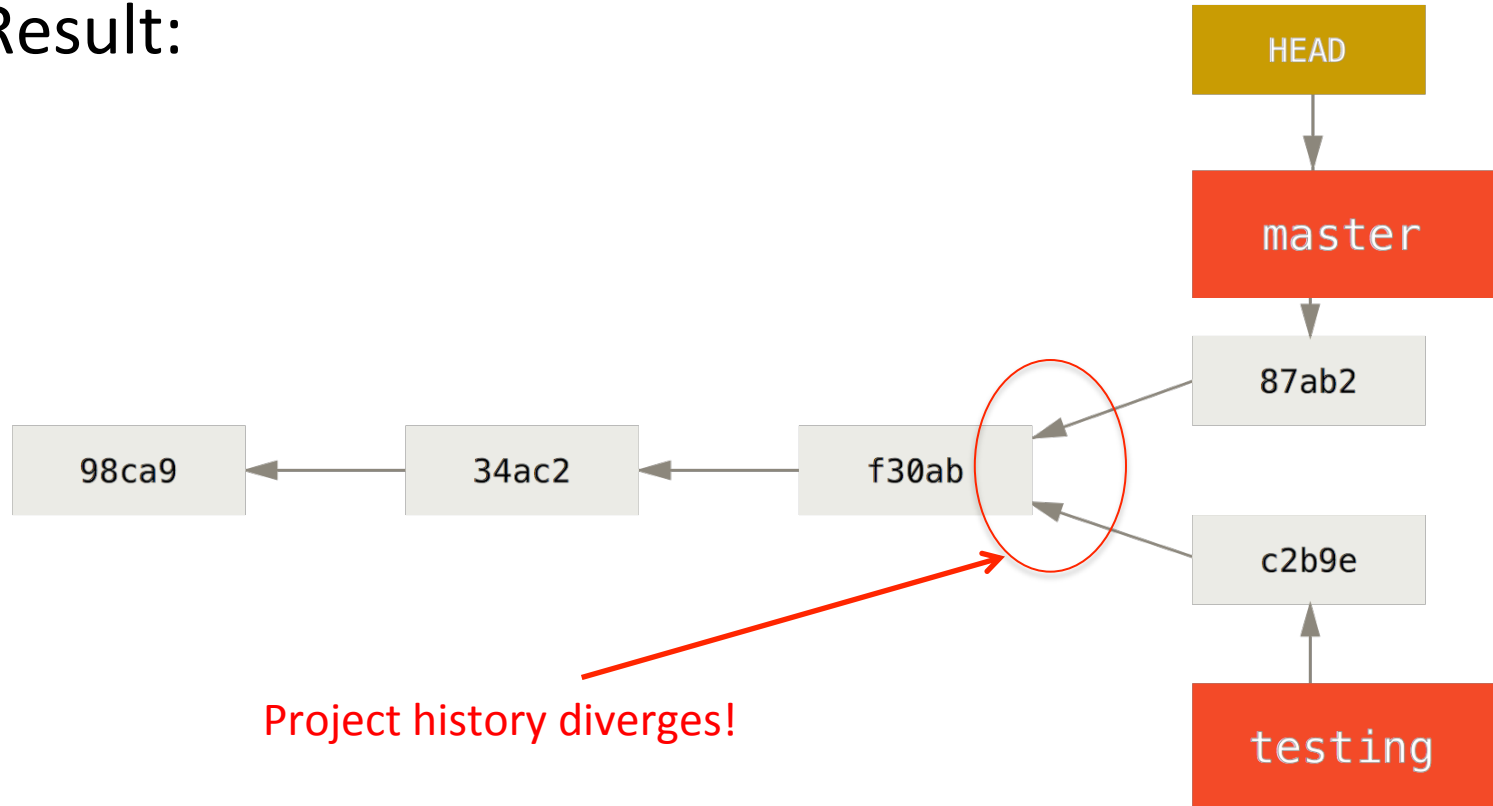 Result:
HEAD
master
87ab2
98ca9
34ac2
f30ab
c2b9e
Project history diverges!
testing